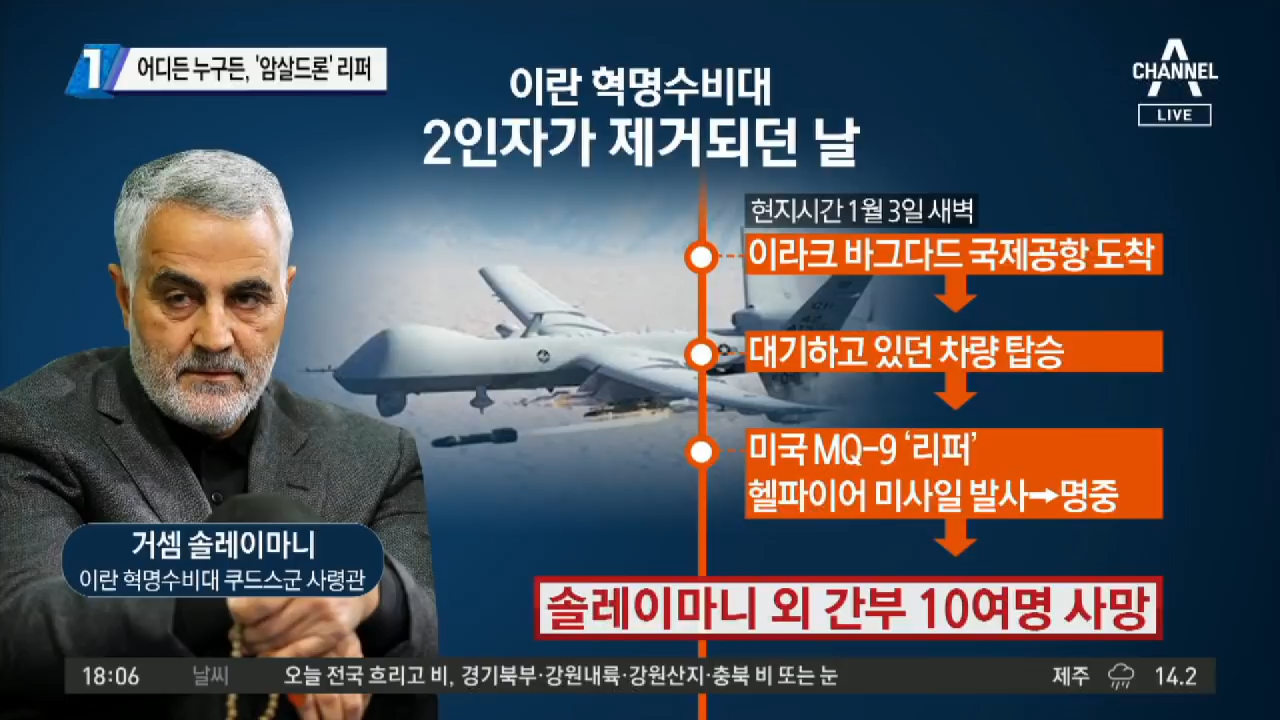 1 어디든 누구든, '암살드론' 리퍼
CHANNEL A
LIVE
이란 혁명수비대
2인자가 제거되던 날
현지시간 1월 3일 새벽
이라크 바그다드 국제공항 도착
대기하고 있던 차량 탑승
미국 MQ-9 ‘리퍼’
헬파이어 미사일 발사➞명중
솔레이마니 외 간부 10여명 사망
거셈 솔레이마니
이란 혁명수비대 쿠드스군 사령관
18:06 날씨 오늘 전국 흐리고 비, 경기북부·강원내륙·강원산지·충북 비 또는 눈 제주 14.2